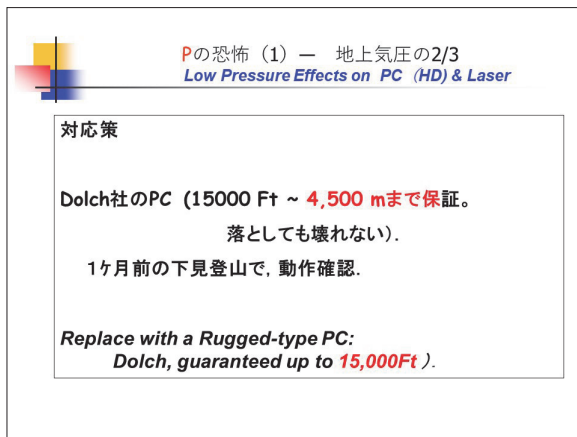 Pの恐怖（1）― 地上気圧の2/3
Low Pressure Effects on PC (HD) & Laser
対応策
Dolch社のPC (15000 Ft ~ 4,500 mまで保証。
落としても壊れない).
1ヶ月前の下見登山で, 動作確認.
Replace with a Rugged-type PC:
Dolch, guaranteed up to 15,000Ft ).